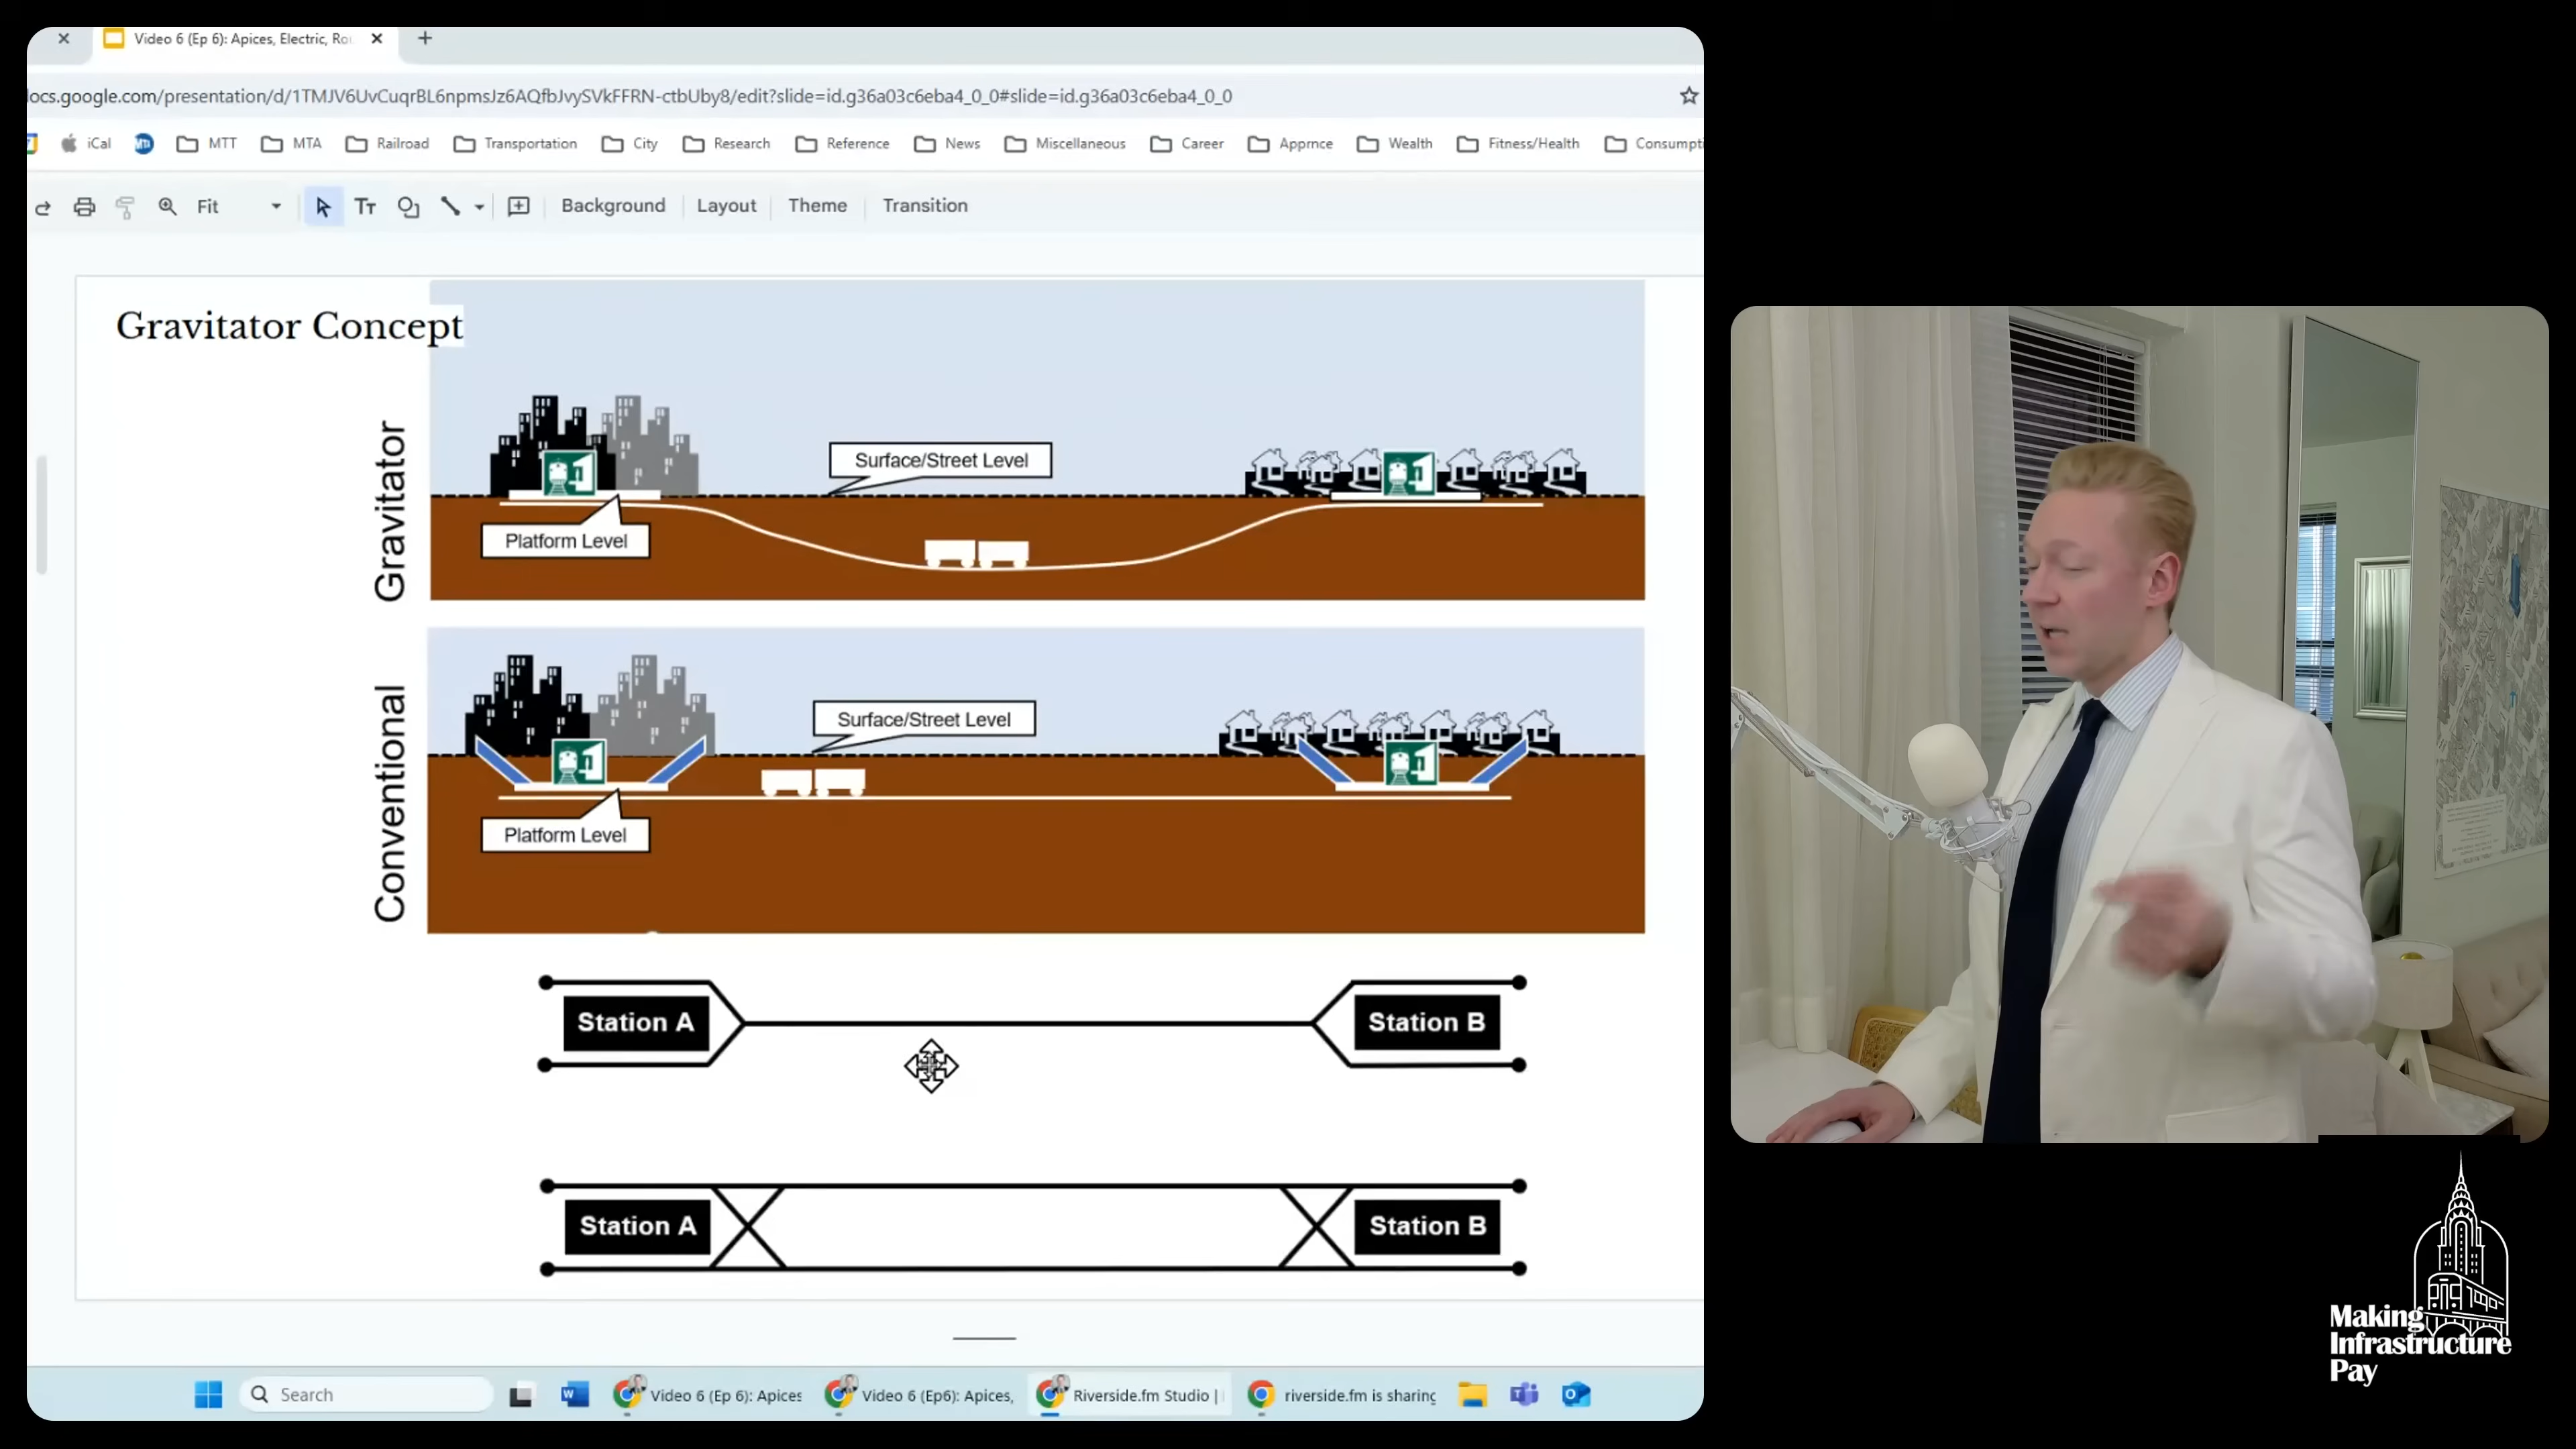 Video 6 (Ep 6): Apices, Electric, Rou
ocs.google.com/presentation/d/1TMJV6UvCuqrBL6npmsJz6AQfbJvySVkFFRN-ctbUby8/edit?slide=id.g36a03c6eba4_0_0#slide=id.g36a03c6eba4_0_0
iCal MTA MTT MTA Railroad Transportation City Research Reference News Miscellaneous Career Apprnce Wealth Fitness/Health Consumpti
Fit Background Layout Theme Transition
Gravitator Concept
Gravitator
Surface/Street Level
Platform Level
Conventional
Surface/Street Level
Platform Level
Station A Station B
Station A Station B
Search Video 6 (Ep 6): Apices Video 6 (Ep6): Apices, Riverside.fm Studio | riverside.fm is sharing
Making
Infrastructure
Pay